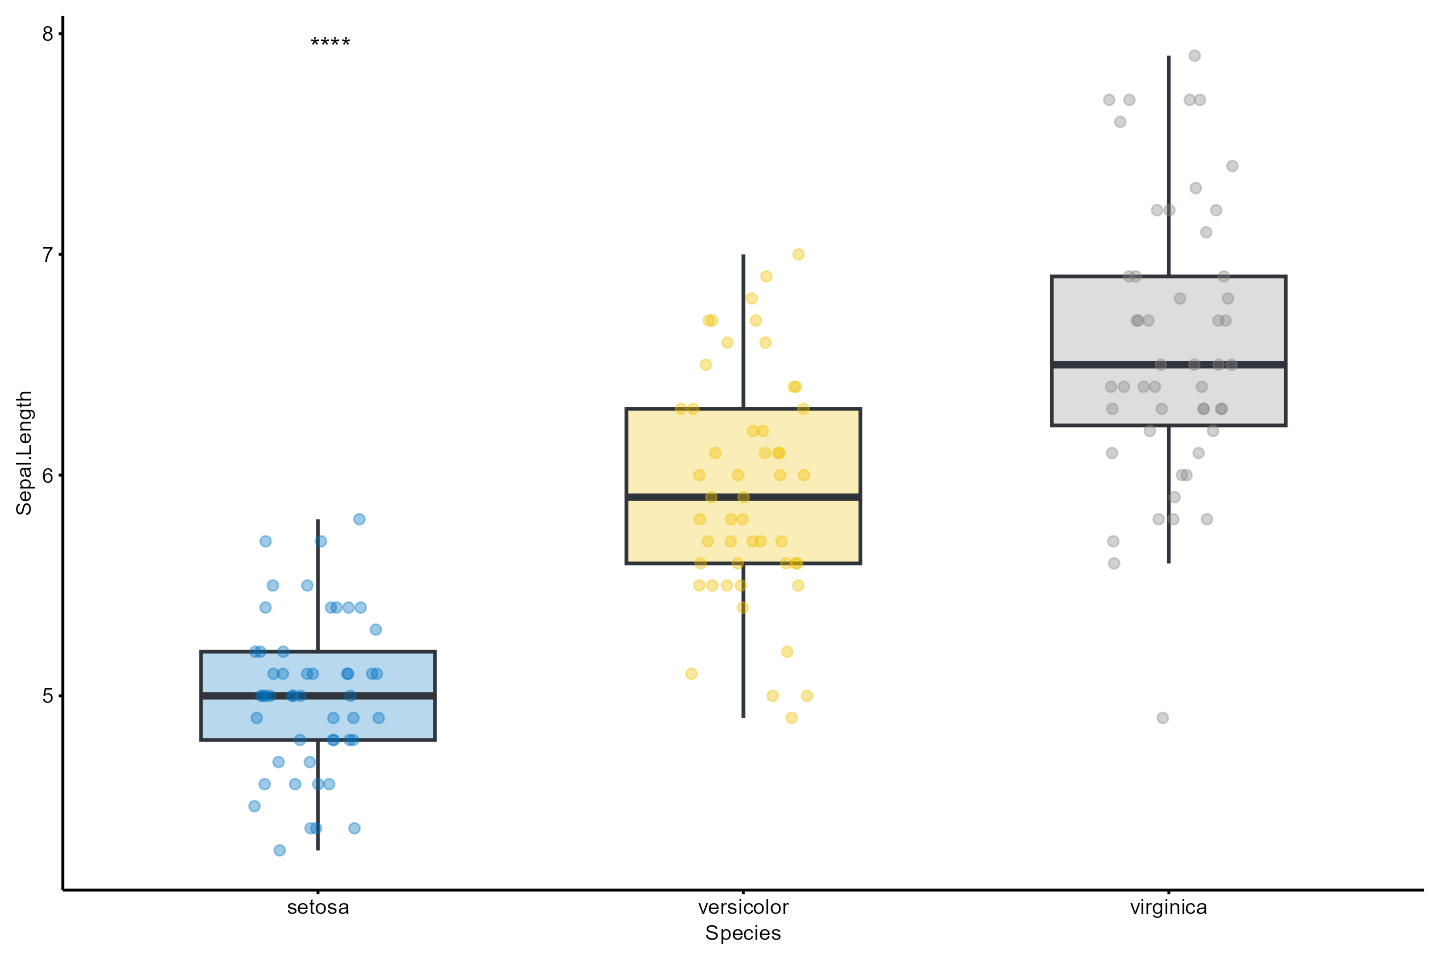 ****
8
7
6
5
Sepal.Length
setosa
versicolor
virginica
Species